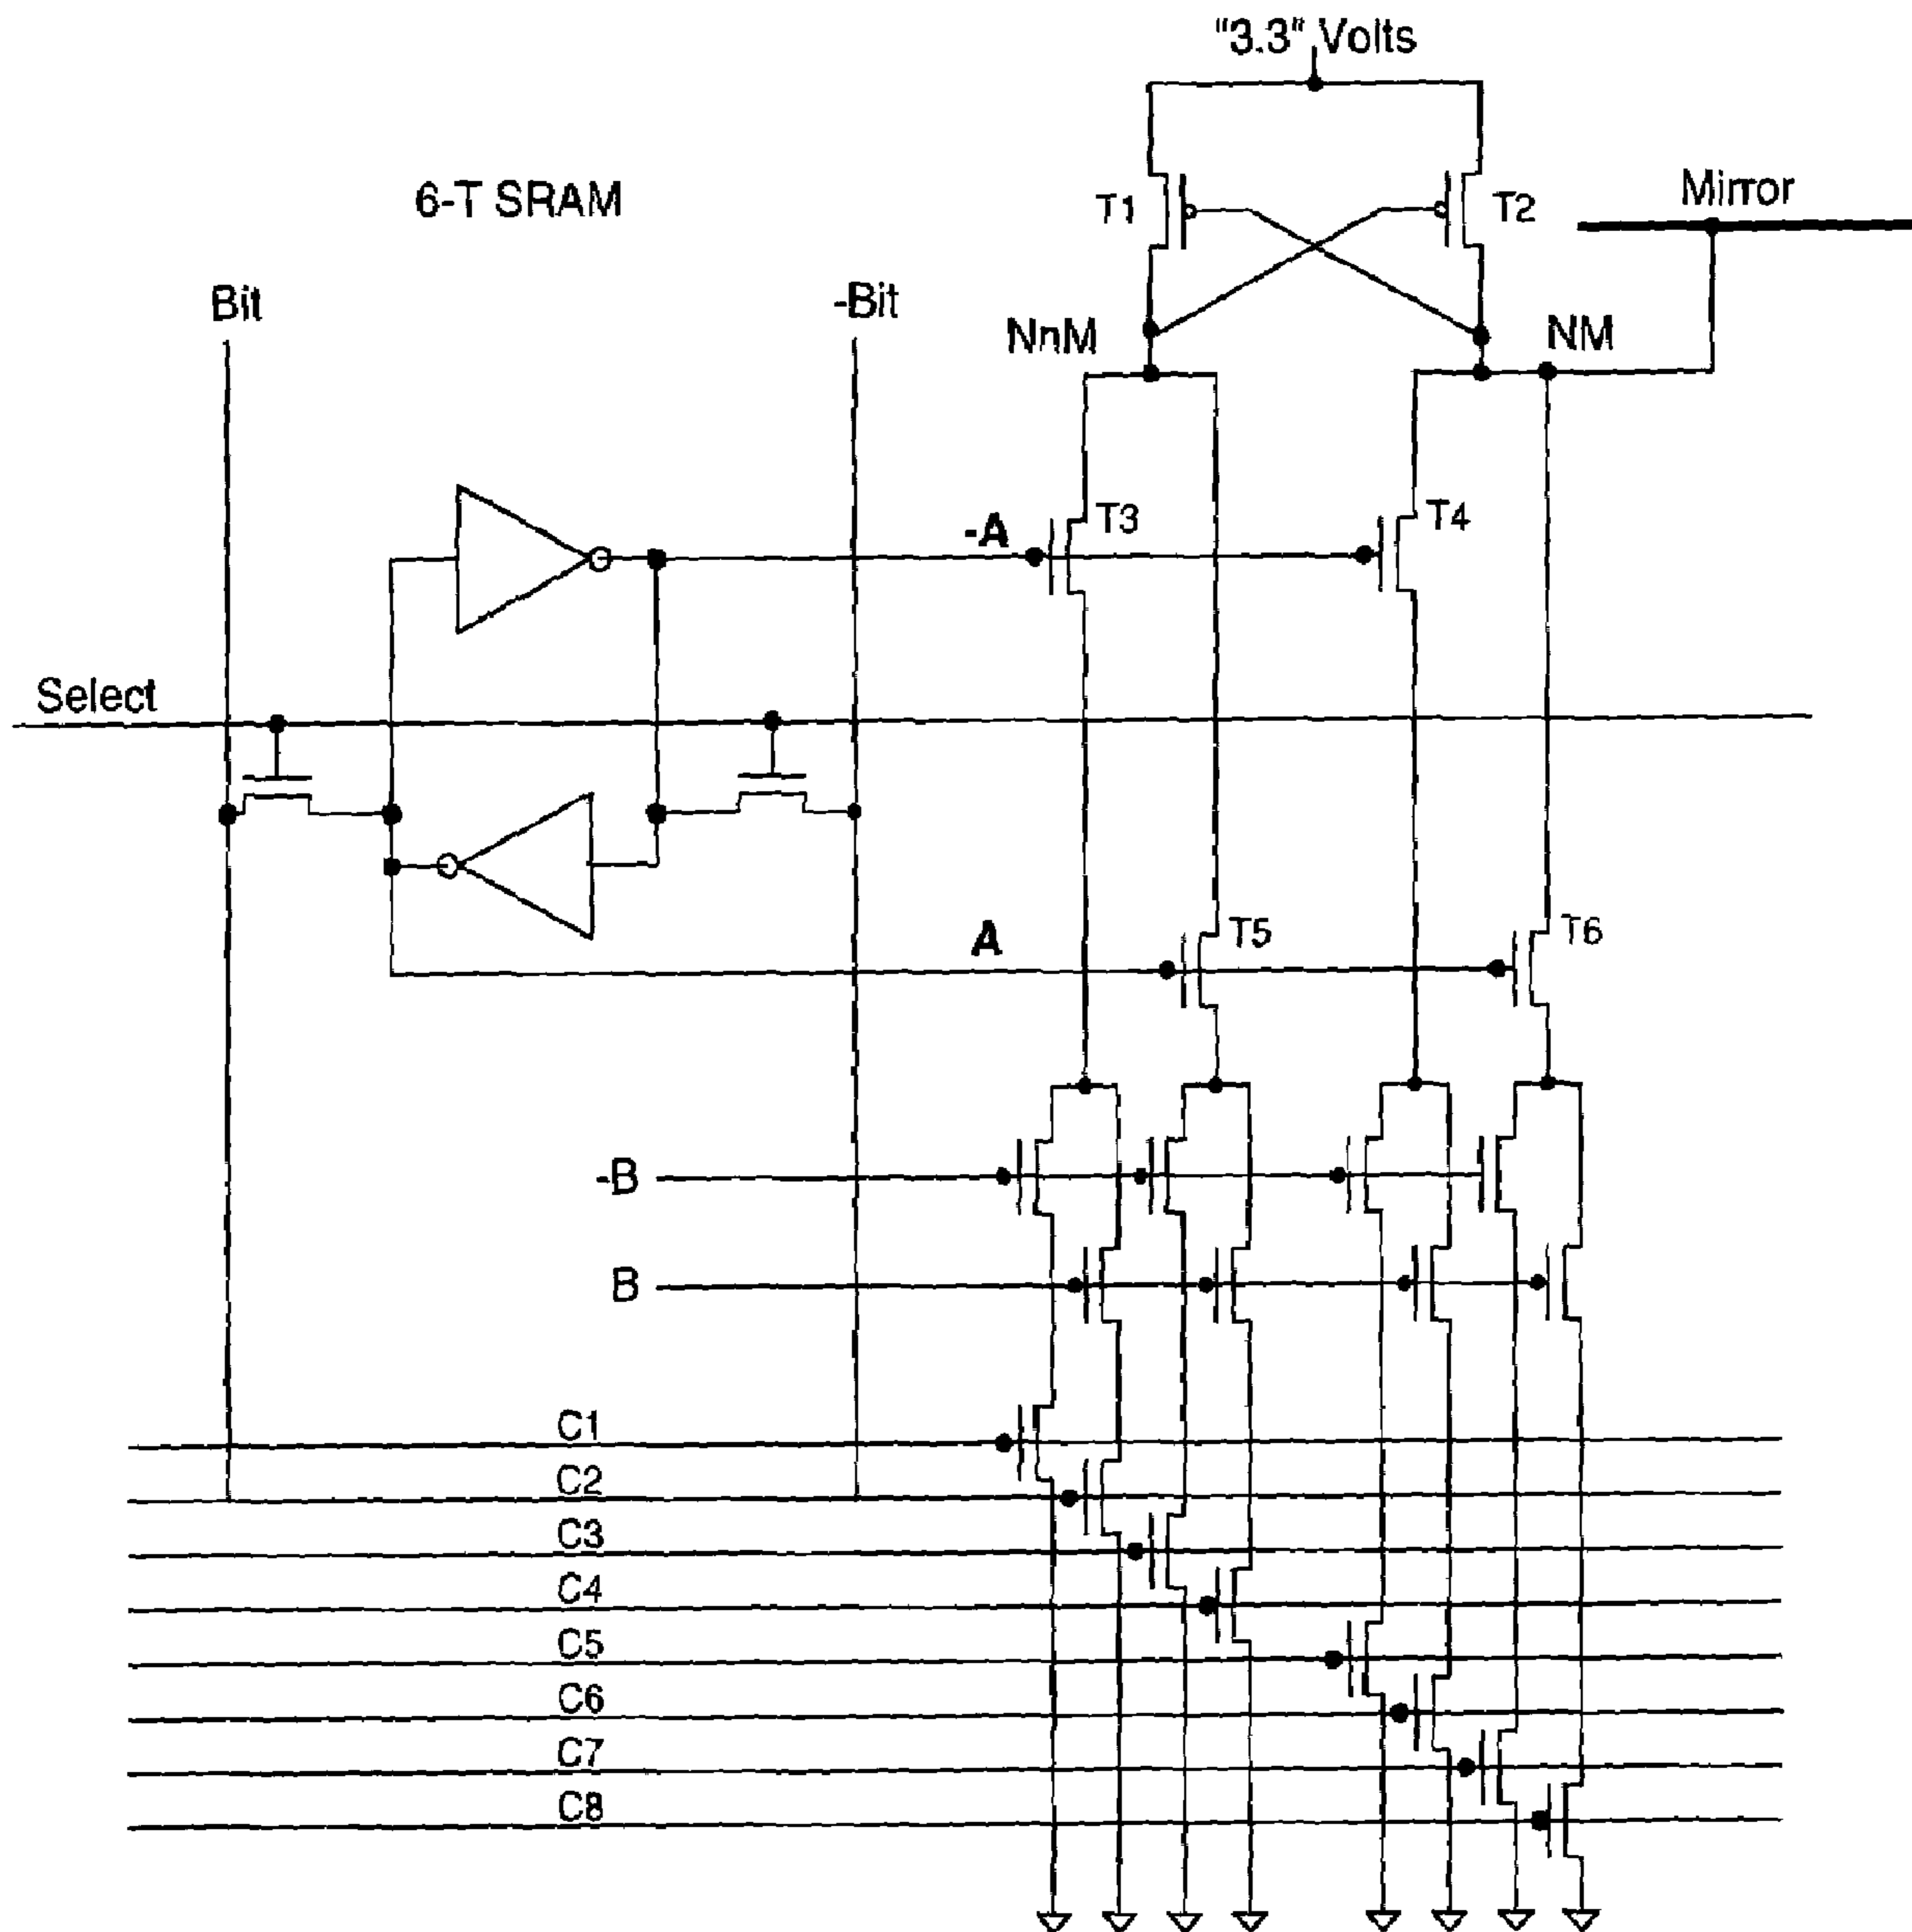 "3.3" Volts
6-T SRAM
T1
T2
Mirror
Bit
-Bit
NnM
NM
-A
T3
T4
Select
A
T5
T6
-B
B
C1
C2
C3
C4
C5
C6
C7
C8